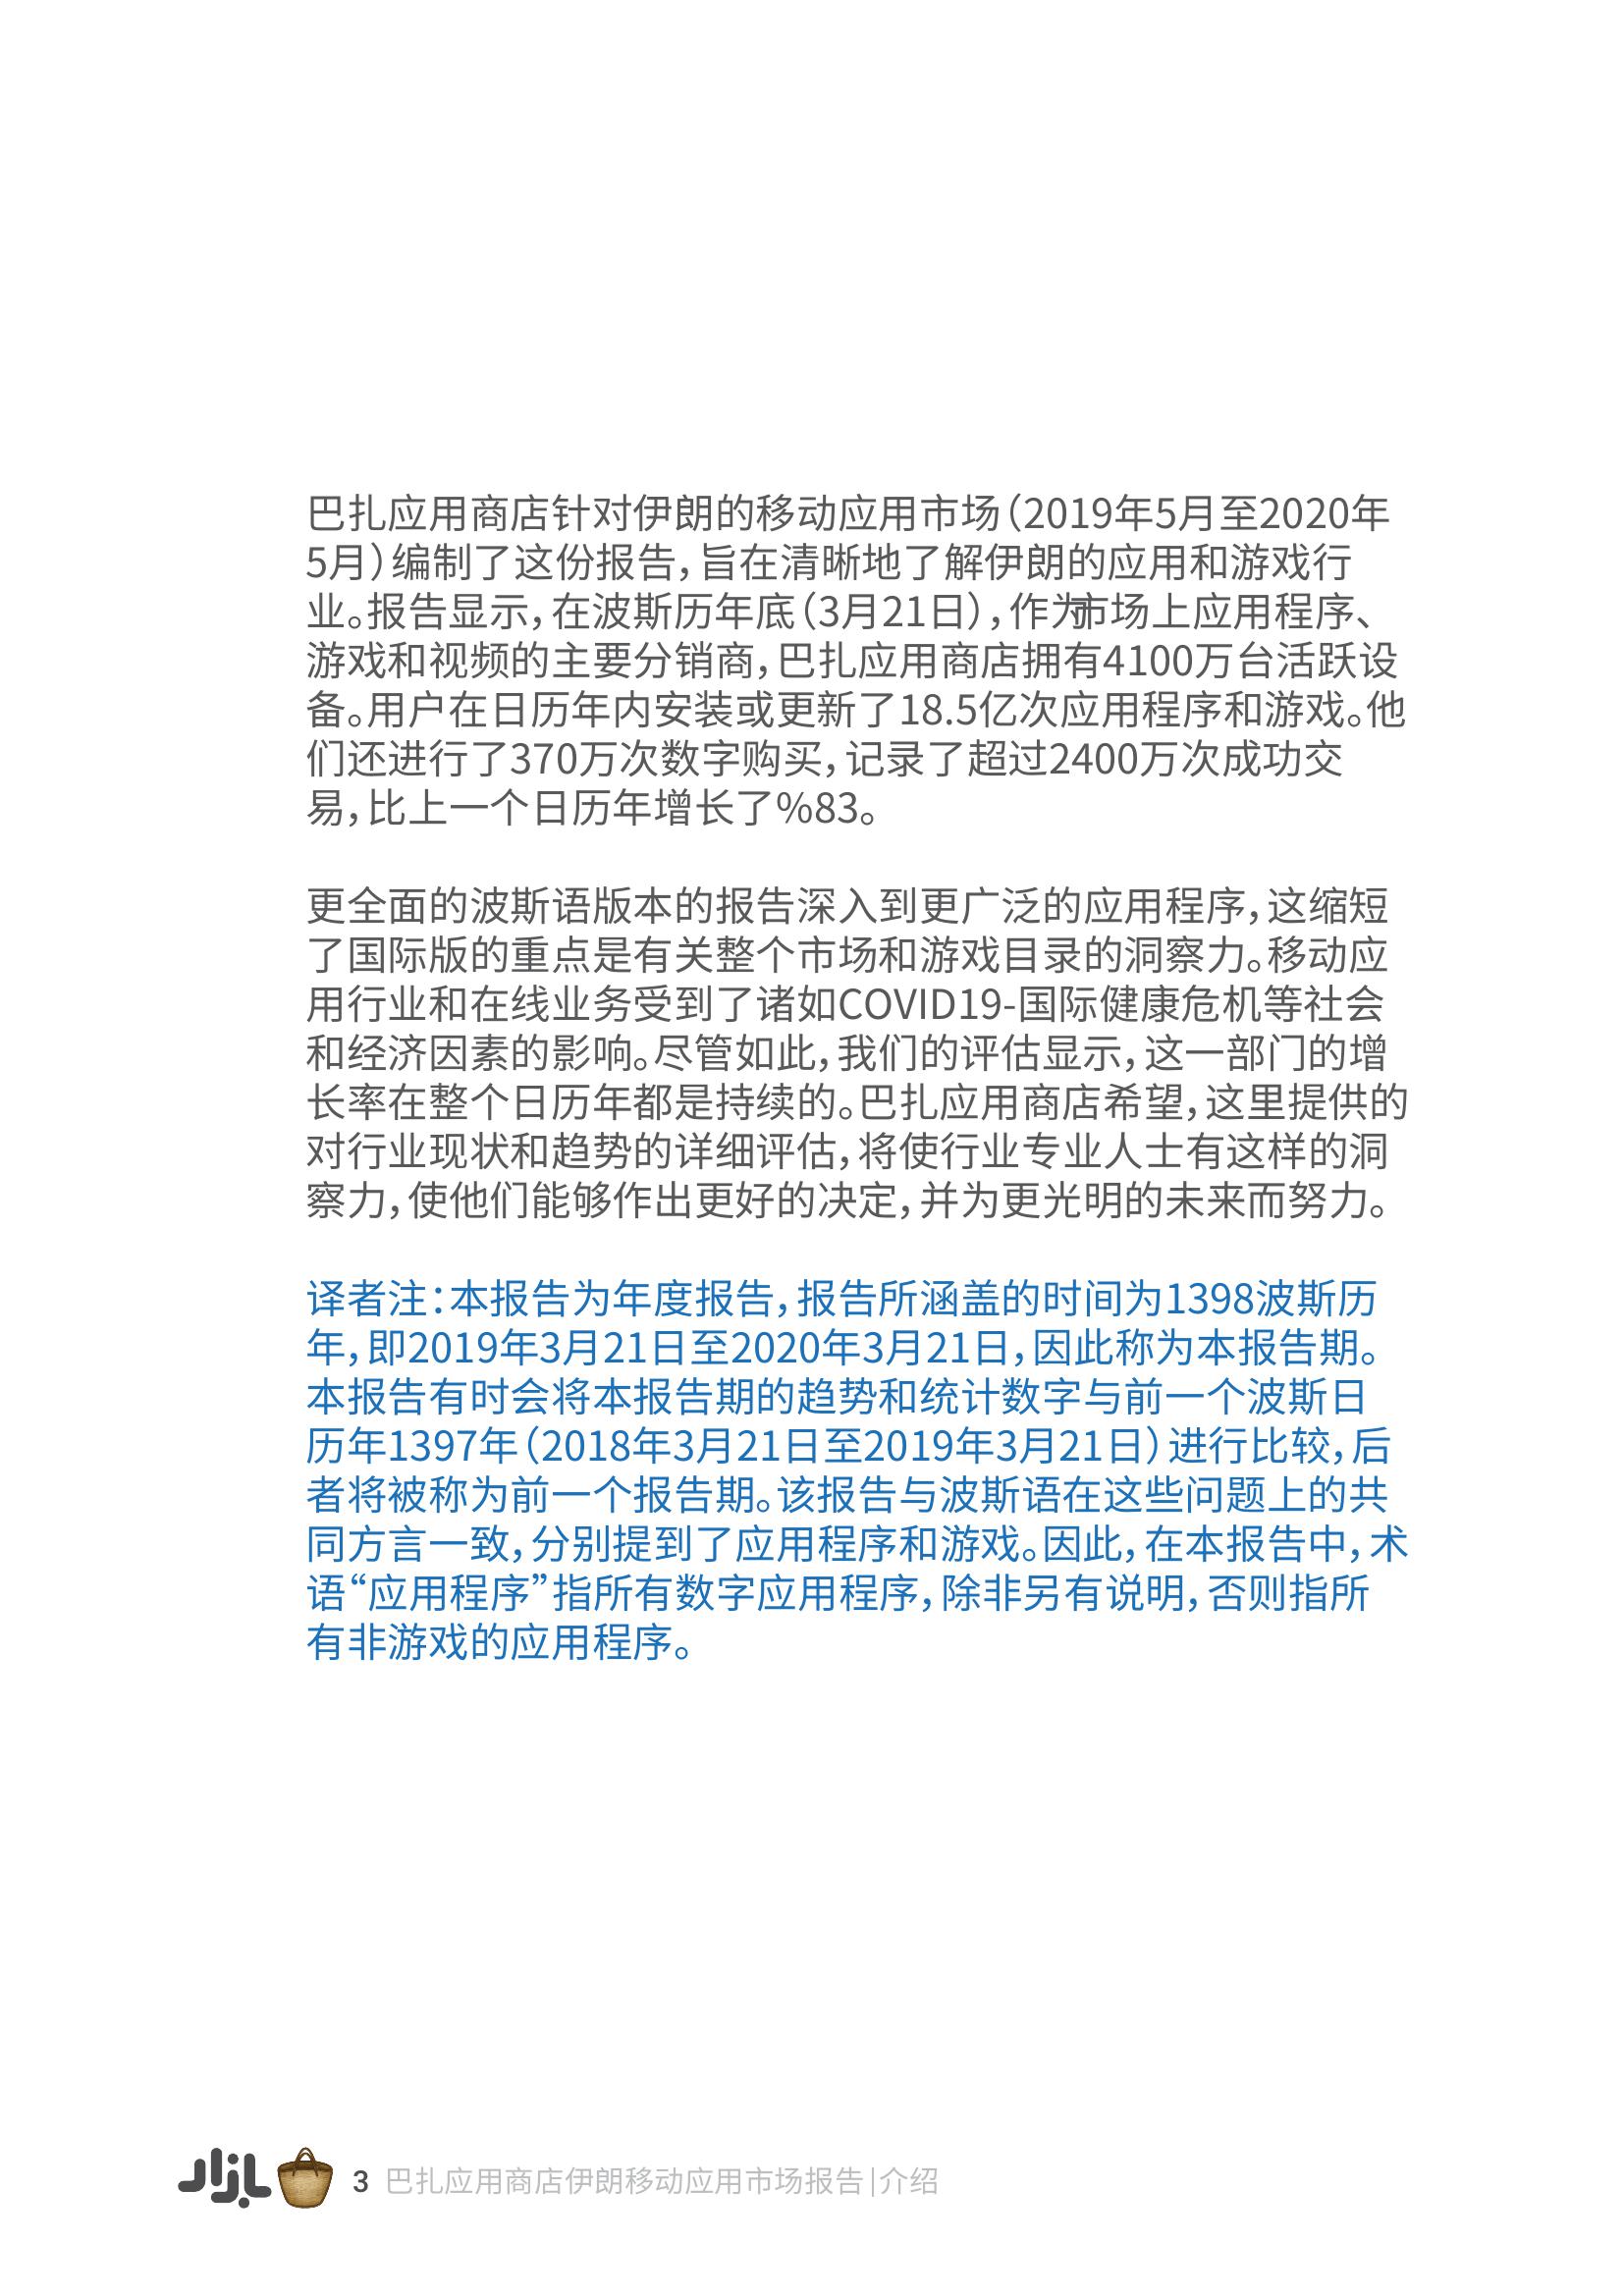 巴扎应用商店针对伊朗的移动应用市场（2019年5月至2020年
5月）编制了这份报告，旨在清晰地了解伊朗的应用和游戏行
业。报告显示，在波斯历年底（3月21日），作为市场上应用程序、
游戏和视频的主要分销商，巴扎应用商店拥有4100万台活跃设
备。用户在日历年内安装或更新了18.5亿次应用程序和游戏。他
们还进行了370万次数字购买，记录了超过2400万次成功交
易，比上一个日历年增长了%83。
更全面的波斯语版本的报告深入到更广泛的应用程序，这缩短
了国际版的重点是有关整个市场和游戏目录的洞察力。移动应
用行业和在线业务受到了诸如COVID19-国际健康危机等社会
和经济因素的影响。尽管如此，我们的评估显示，这一部门的增
长率在整个日历年都是持续的。巴扎应用商店希望，这里提供的
对行业现状和趋势的详细评估，将使行业专业人士有这样的洞
察力，使他们能够作出更好的决定，并为更光明的未来而努力。
译者注：本报告为年度报告，报告所涵盖的时间为1398波斯历
年，即2019年3月21日至2020年3月21日，因此称为本报告期。
本报告有时会将本报告期的趋势和统计数字与前一个波斯日
历年1397年（2018年3月21日至2019年3月21日）进行比较，后
者将被称为前一个报告期。该报告与波斯语在这些问题上的共
同方言一致，分别提到了应用程序和游戏。因此，在本报告中，术
语“应用程序”指所有数字应用程序，除非另有说明，否则指所
有非游戏的应用程序。
بازار 3 巴扎应用商店伊朗移动应用市场报告|介绍